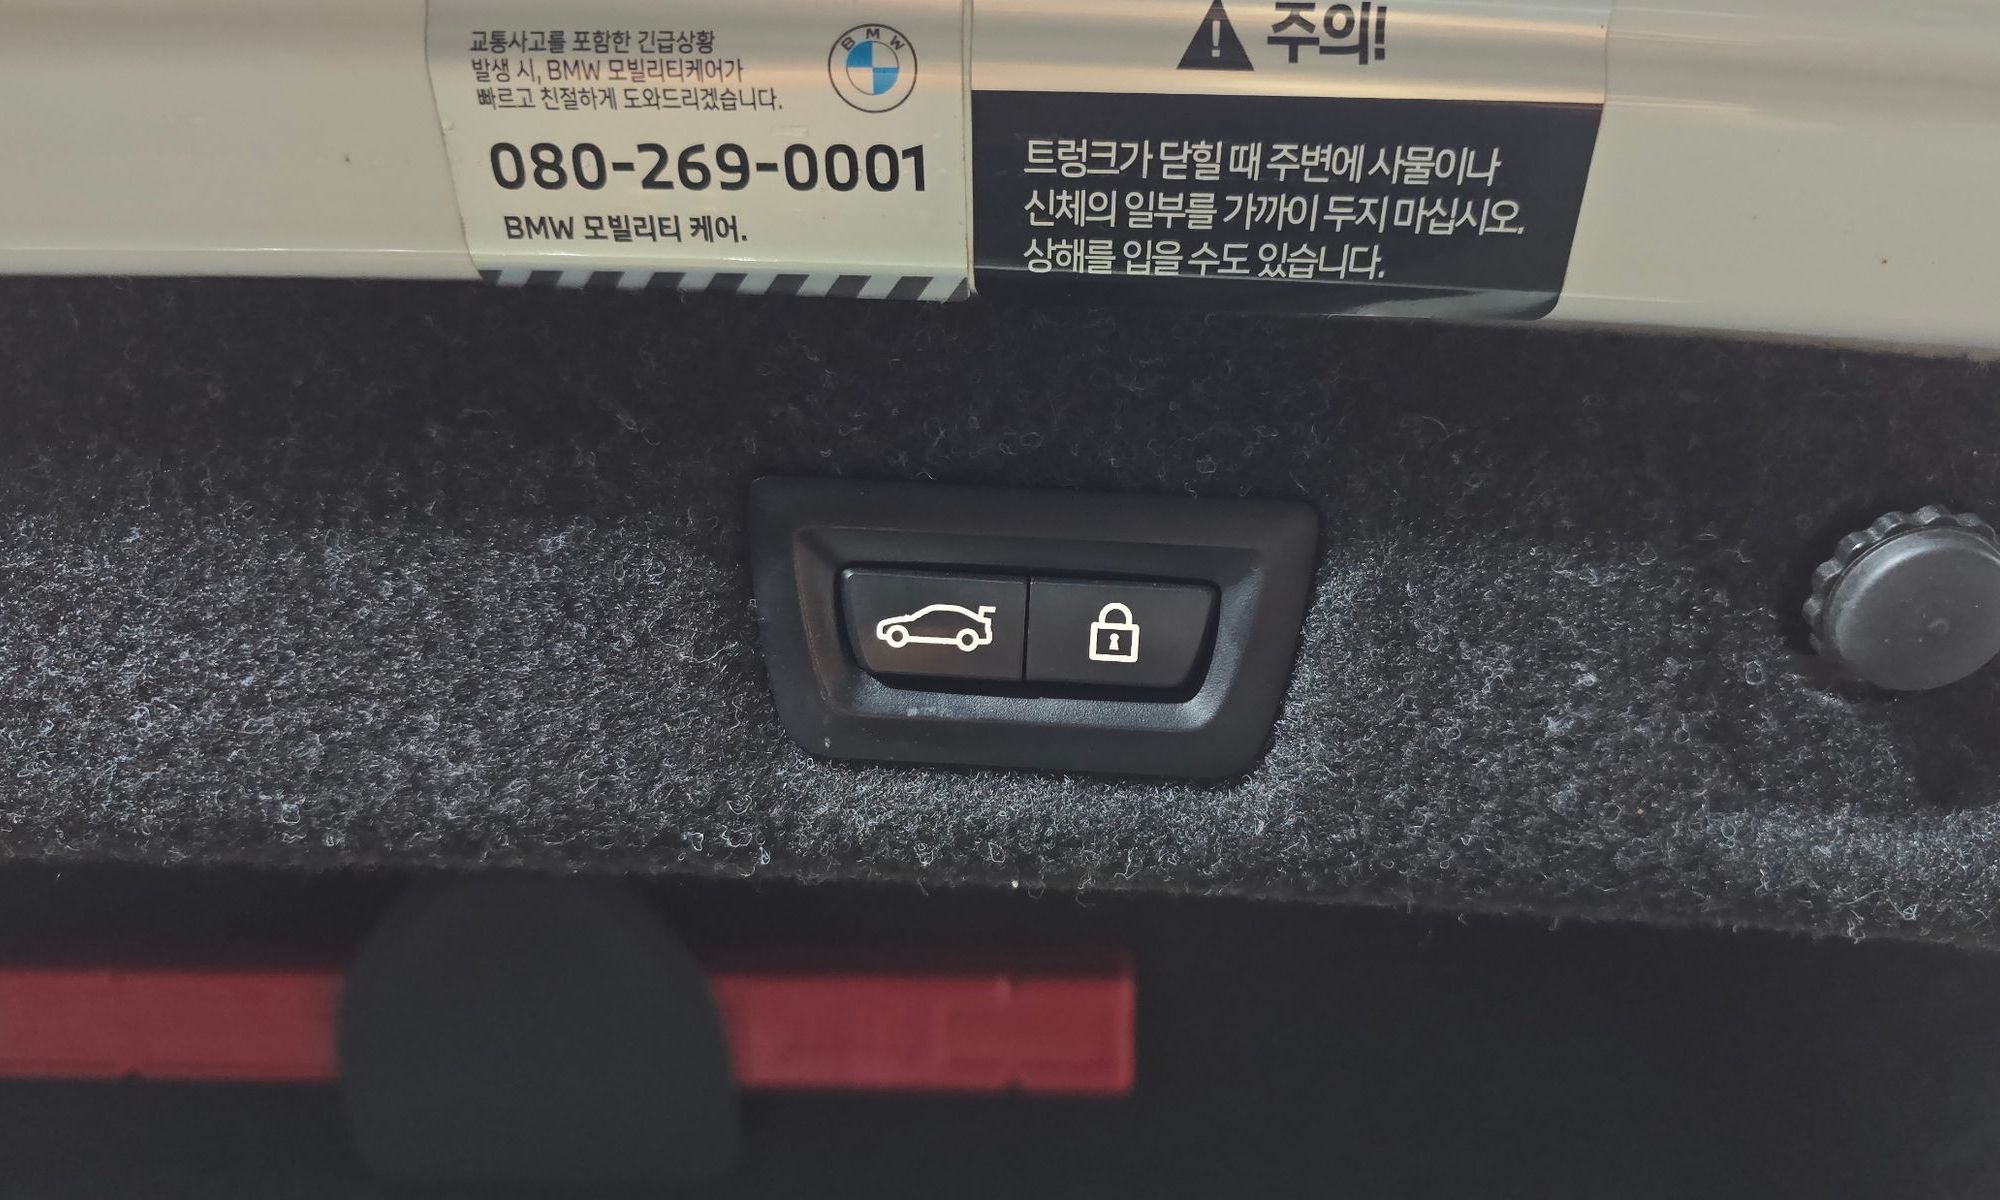 교통사고를 포함한 긴급상황
발생 시, BMW 모빌리티케어가
빠르고 친절하게 도와드리겠습니다.
BMW
080-269-0001
BMW 모빌리티 케어.
주의!
트렁크가 닫힐 때 주변에 사물이나
신체의 일부를 가까이 두지 마십시오.
상해를 입을 수도 있습니다.